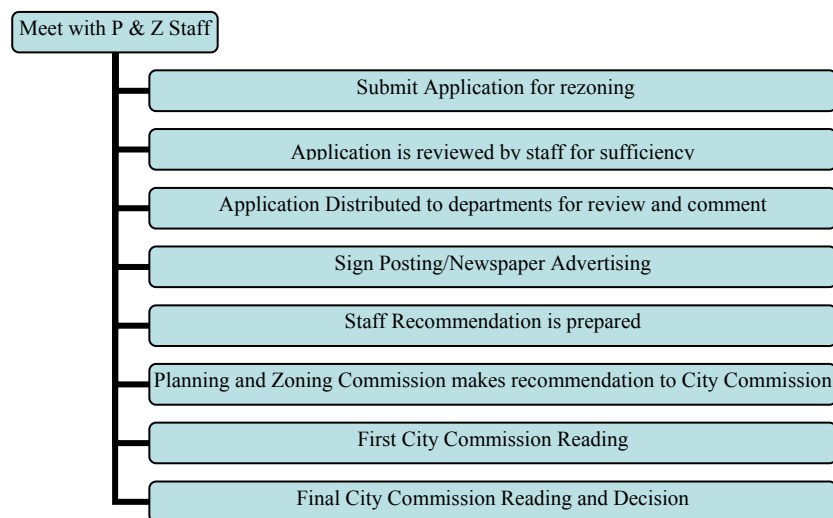 Meet with P & Z Staff
Submit Application for rezoning
Application is reviewed by staff for sufficiency
Application Distributed to departments for review and comment
Sign Posting/Newspaper Advertising
Staff Recommendation is prepared
Planning and Zoning Commission makes recommendation to City Commission
First City Commission Reading
Final City Commission Reading and Decision